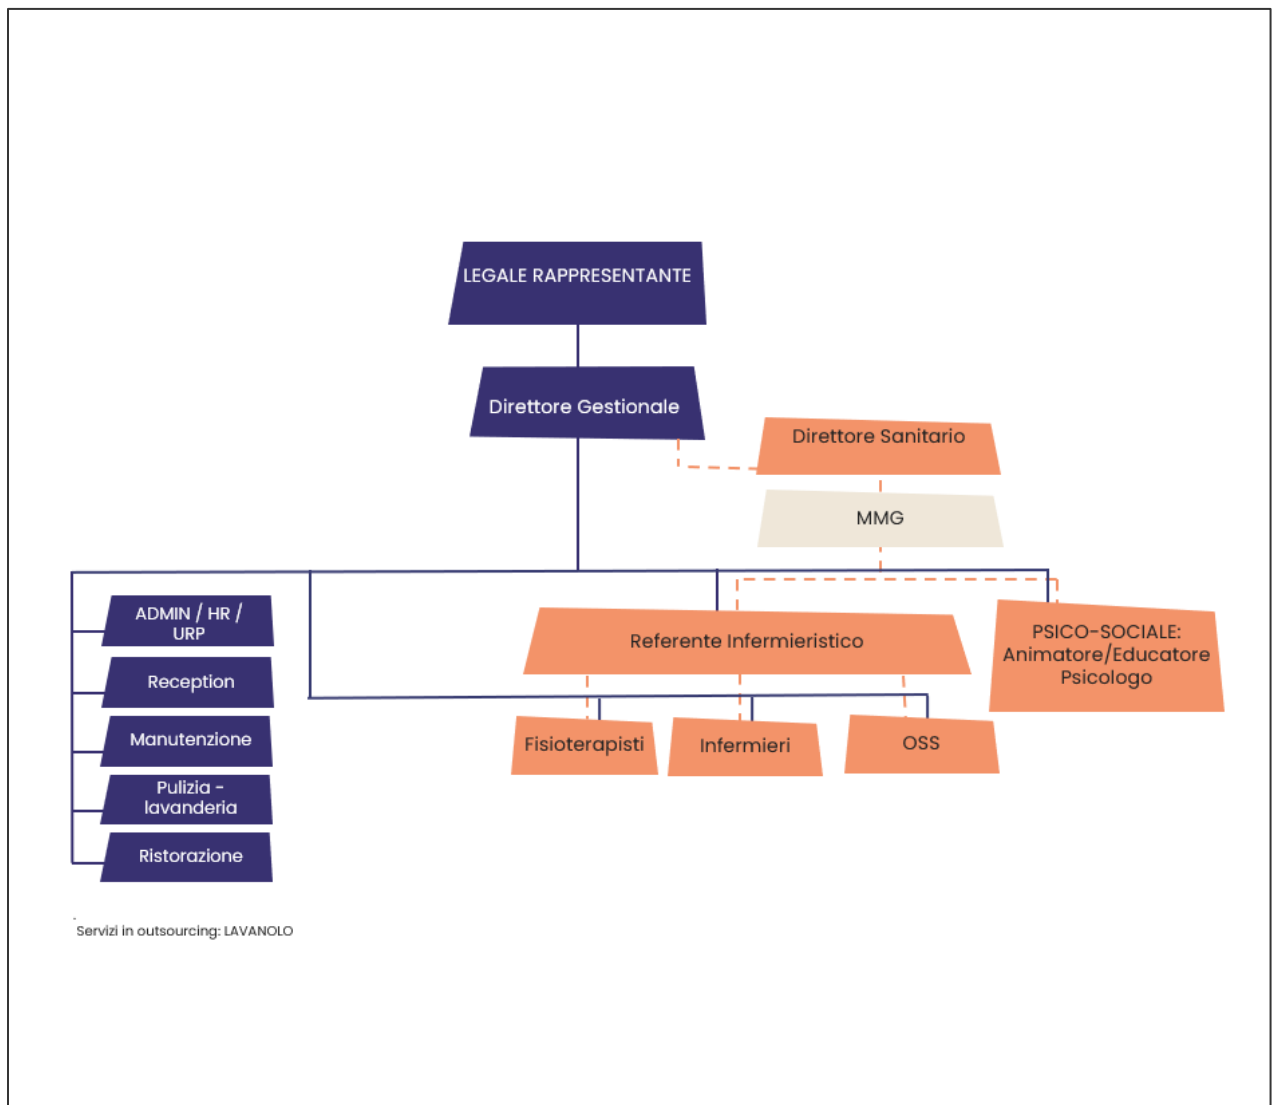 LEGALE RAPPRESENTANTE
Direttore Gestionale
Direttore Sanitario
MMG
ADMIN / HR /
URP
Reception
Manutenzione
Pulizia -
lavanderia
Ristorazione
Referente Infermieristico
PSICO-SOCIALE:
Animatore/Educatore
Psicologo
Fisioterapisti
Infermieri
OSS
Servizi in outsourcing: LAVANOLO